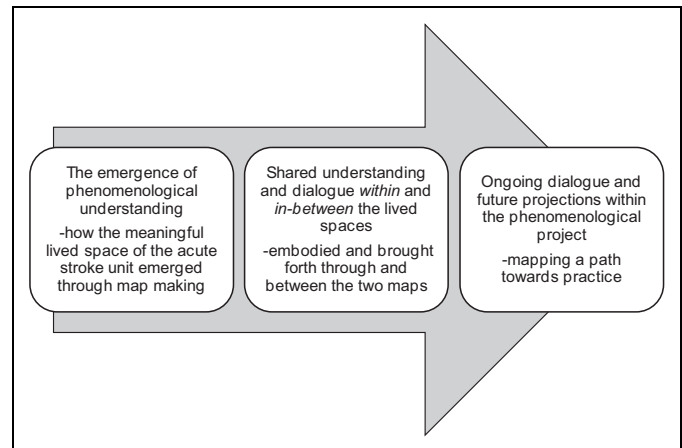 The emergence of
phenomenological
understanding
-how the meaningful
lived space of the acute
stroke unit emerged
through map making
Shared understanding
and dialogue within and
in-between the lived
spaces
-embodied and brought
forth through and
between the two maps
Ongoing dialogue and
future projections within
the phenomenological
project
-mapping a path
towards practice